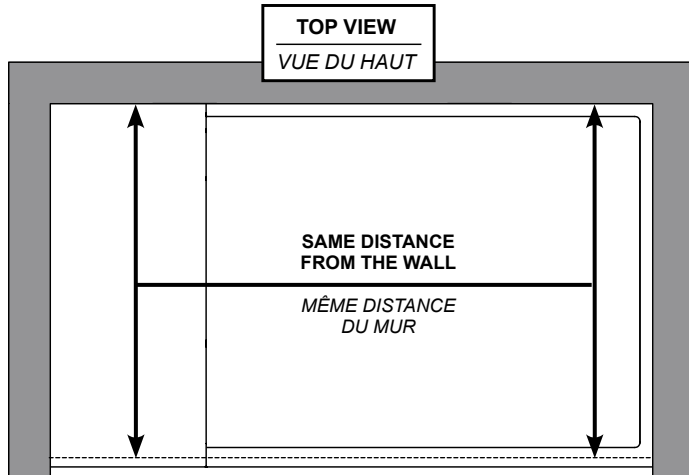 TOP VIEW
VUE DU HAUT
SAME DISTANCE
FROM THE WALL
MÊME DISTANCE
DU MUR